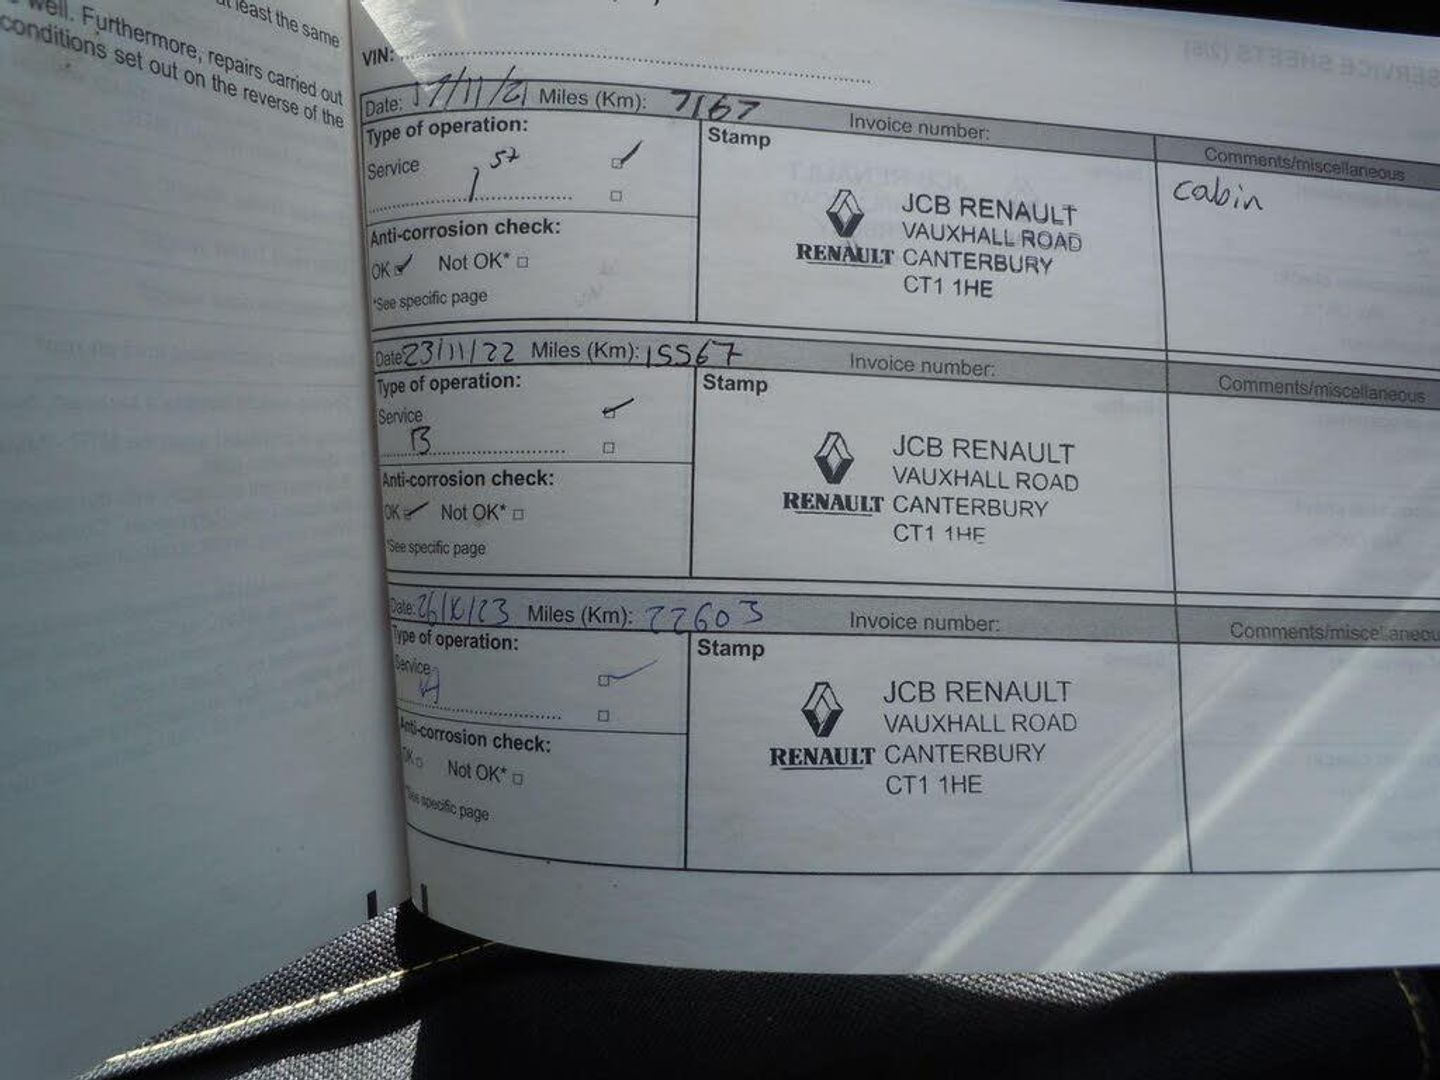 at least the same
well. Furthermore, repairs carried out
conditions set out on the reverse of the
VIN:
Date: 17/11/21 Miles (Km): 7167 Invoice number:
Type of operation:
Stamp
Comments/miscellaneous
Service
1st
cabin
Anti-corrosion check:
OK Not OK*
*See specific page
JCB RENAULT
VAUXHALL ROAD
RENAULT CANTERBURY
CT1 1HE
Date: 23/11/22 Miles (Km): 15567 Invoice number:
Comments/miscellaneous
Type of operation:
Stamp
Service
B
Anti-corrosion check:
OK Not OK*
*See specific page
JCB RENAULT
VAUXHALL ROAD
RENAULT CANTERBURY
CT1 1HE
Date: 26/10/23 Miles (Km): 22603 Invoice number:
Comments/miscellaneous
Type of operation:
Stamp
Service
A
Anti-corrosion check:
OK Not OK*
*See specific page
JCB RENAULT
VAUXHALL ROAD
RENAULT CANTERBURY
CT1 1HE